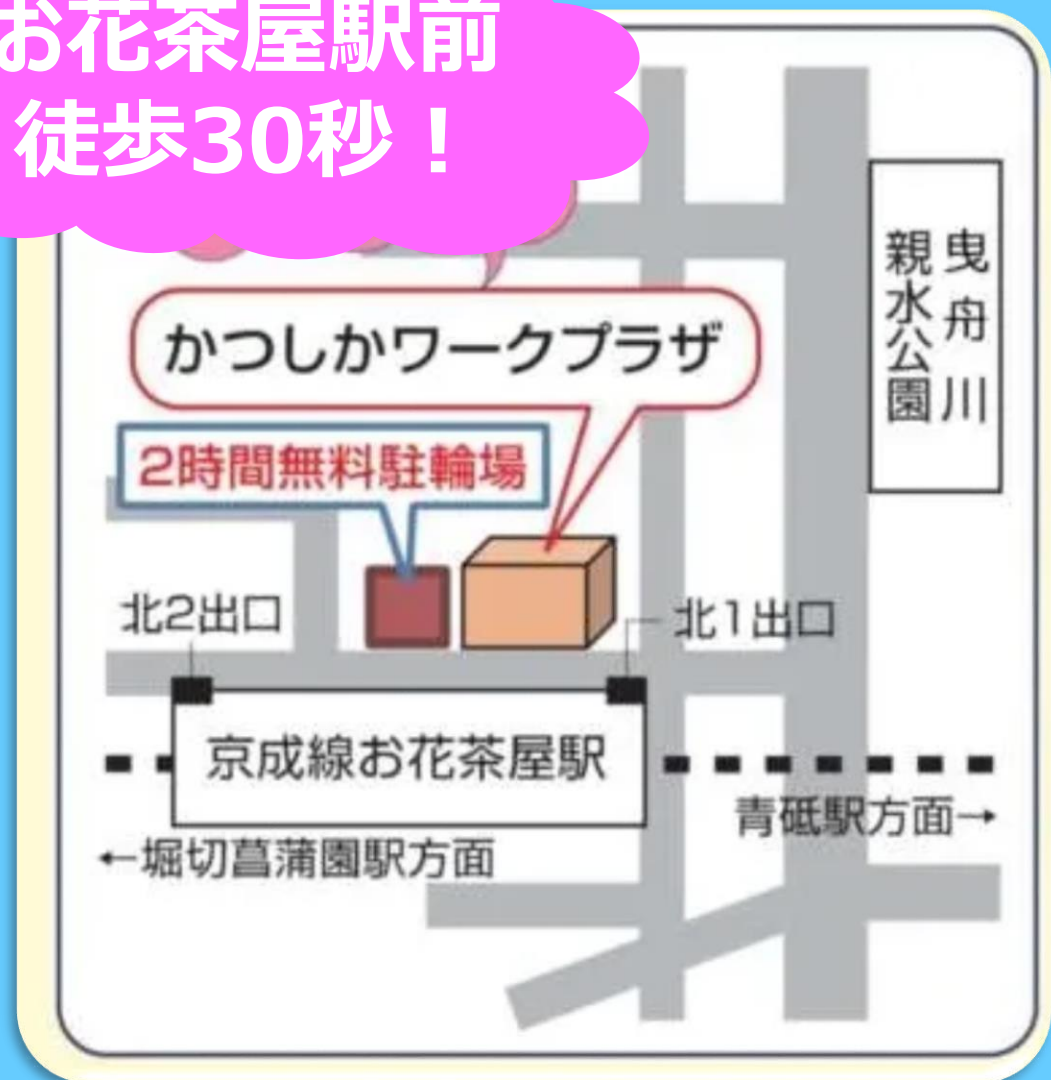 お花茶屋駅前
徒歩30秒！
かつしかワークプラザ
2時間無料駐輪場
曳舟川
親水公園
北2出口
北1出口
京成線お花茶屋駅
青砥駅方面→
←堀切菖蒲園駅方面